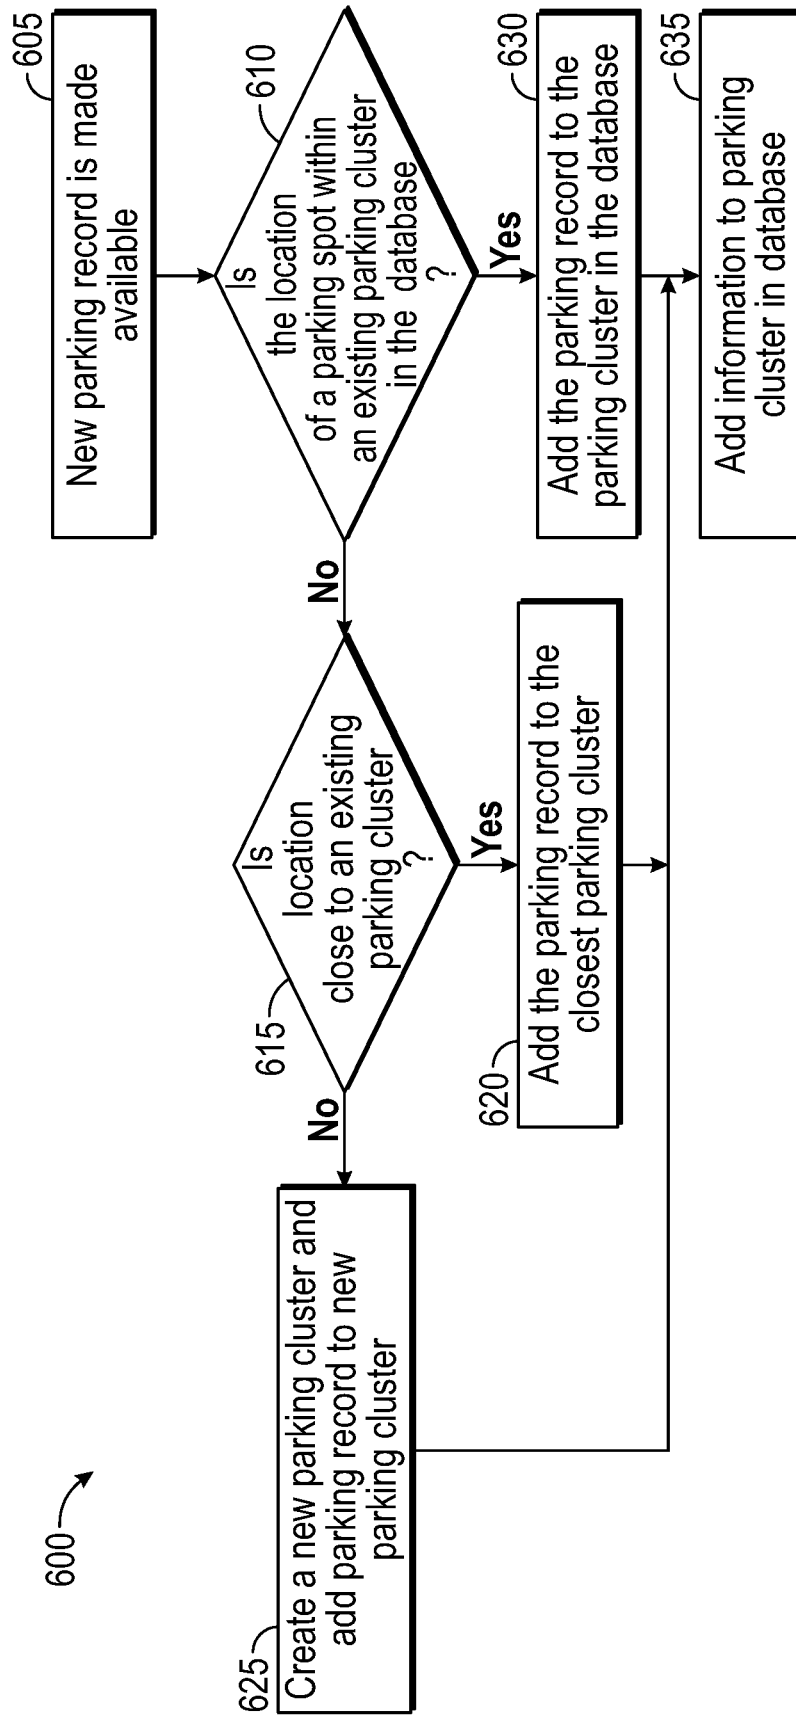 600
605
New parking record is made
available
610
Is
the location
of a parking spot within
an existing parking cluster
in the database
?
No
Yes
615
Is
location
close to an existing
parking cluster
?
No
Yes
625
Create a new parking cluster and
add parking record to new
parking cluster
620
Add the parking record to the
closest parking cluster
630
Add the parking record to the
parking cluster in the database
635
Add information to parking
cluster in database